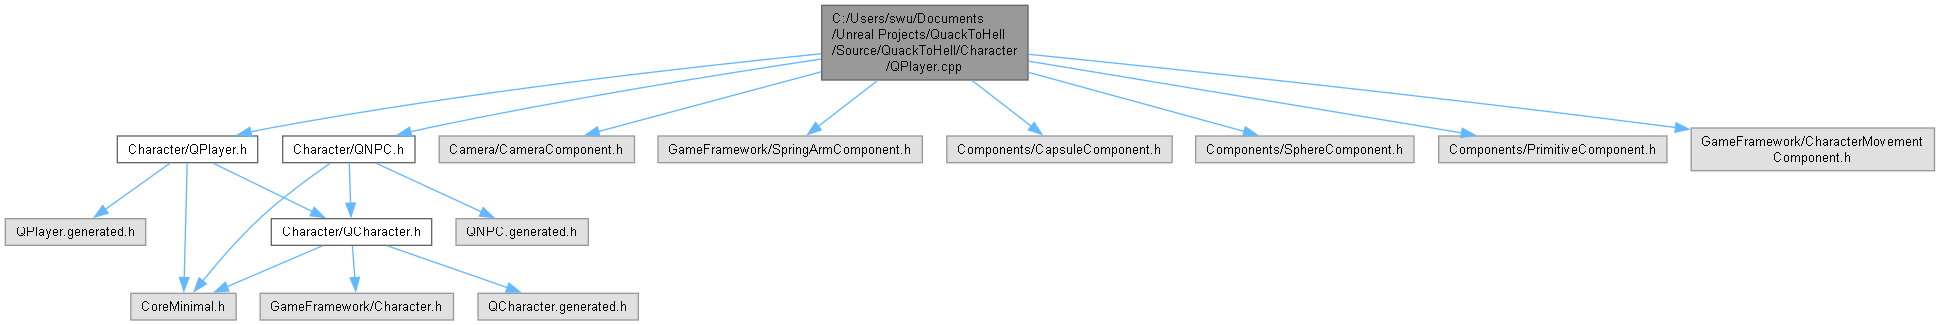 C:/Users/swu/Documents
/Unreal Projects/QuackToHell
/Source/QuackToHell/Character
/QPlayer.cpp
Character/QPlayer.h
Character/QNPC.h
Camera/CameraComponent.h
GameFramework/SpringArmComponent.h
Components/CapsuleComponent.h
Components/SphereComponent.h
Components/PrimitiveComponent.h
GameFramework/CharacterMovement
Component.h
QPlayer.generated.h
Character/QCharacter.h
QNPC.generated.h
CoreMinimal.h
GameFramework/Character.h
QCharacter.generated.h